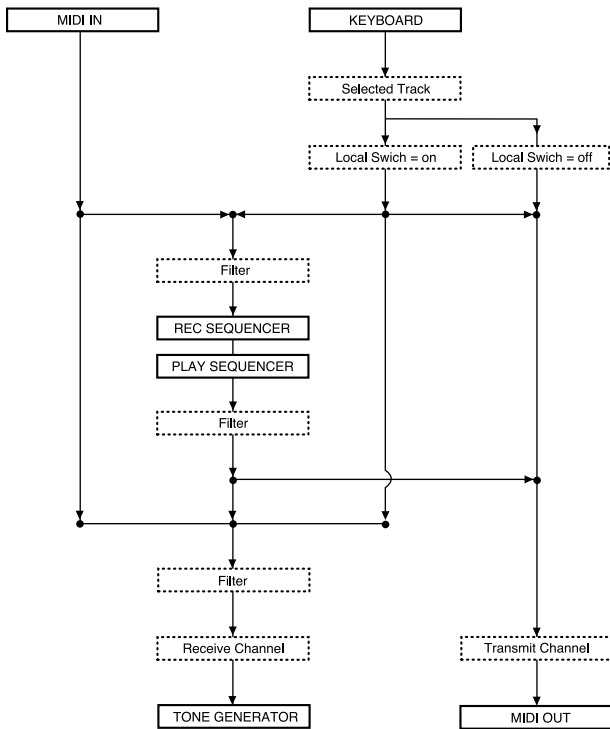 MIDI IN
KEYBOARD
Selected Track
Local Swich = on
Local Swich = off
Filter
REC SEQUENCER
PLAY SEQUENCER
Filter
Filter
Receive Channel
Transmit Channel
TONE GENERATOR
MIDI OUT